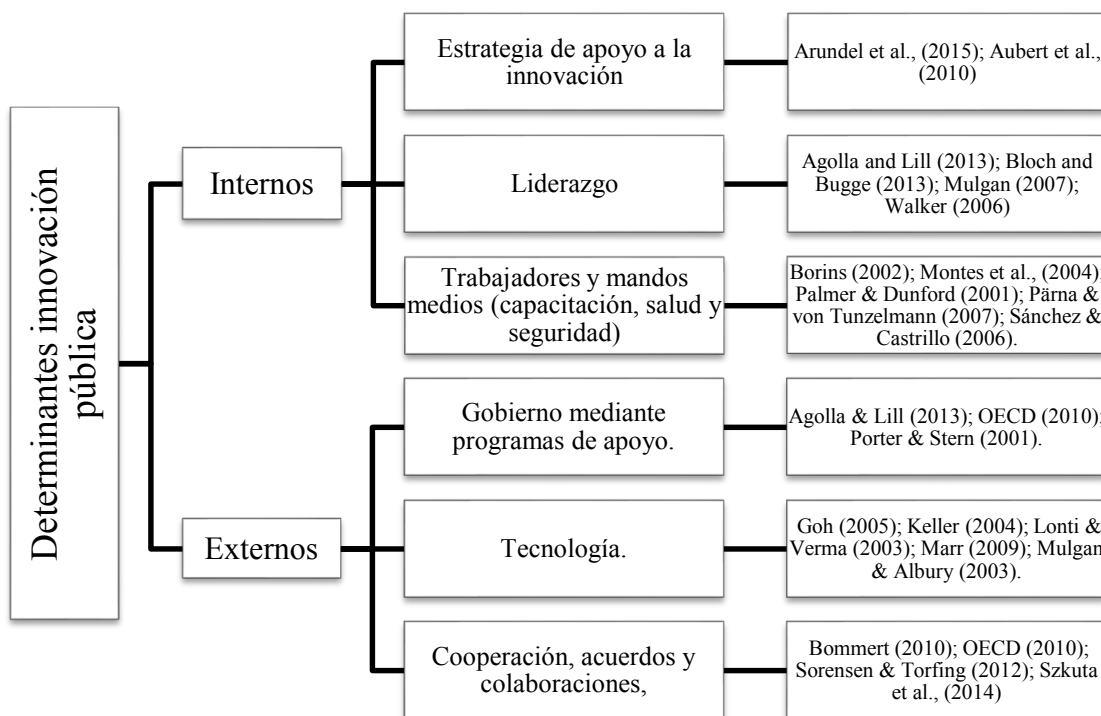 Determinantes innovación
pública
Internos
Estrategia de apoyo a la
innovación
Arundel et al., (2015); Aubert et al.,
(2010)
Liderazgo
Agolla and Lill (2013); Bloch and
Bugge (2013); Mulgan (2007);
Walker (2006)
Trabajadores y mandos
medios (capacitación, salud y
seguridad)
Borins (2002); Montes et al., (2004);
Palmer & Dunford (2001); Pärna &
von Tunzelmann (2007); Sánchez &
Castrillo (2006).
Externos
Gobierno mediante
programas de apoyo.
Agolla & Lill (2013); OECD (2010);
Porter & Stern (2001).
Tecnología.
Goh (2005); Keller (2004); Lonti &
Verma (2003); Marr (2009); Mulgan
& Albury (2003).
Cooperación, acuerdos y
colaboraciones,
Bommert (2010); OECD (2010);
Sorensen & Torfing (2012); Szkuta
et al., (2014)